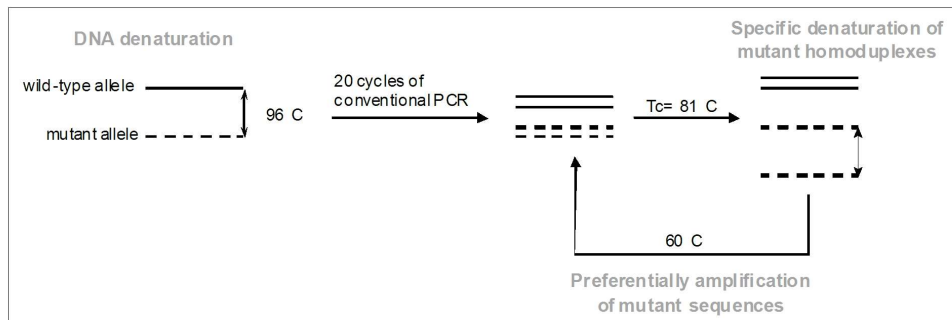 DNA denaturation
wild-type allele
mutant allele
96 C
20 cycles of
conventional PCR
Tc= 81 C
Specific denaturation of
mutant homoduplexes
60 C
Preferentially amplification
of mutant sequences